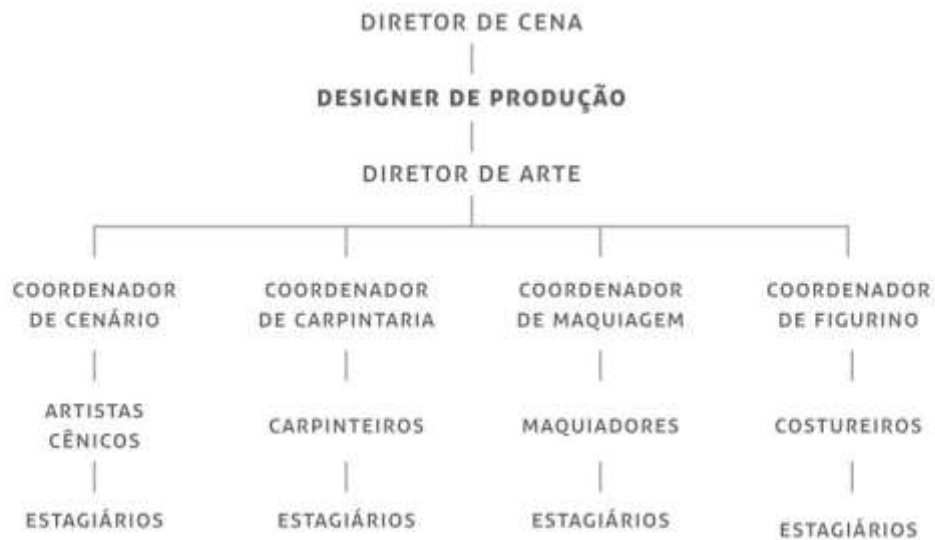 DIRETOR DE CENA
DESIGNER DE PRODUÇÃO
DIRETOR DE ARTE
COORDENADOR
DE CENÁRIO
COORDENADOR
DE CARPINTARIA
COORDENADOR
DE MAQUIAGEM
COORDENADOR
DE FIGURINO
ARTISTAS
CÊNICOS
CARPINTEIROS
MAQUIADORES
COSTUREIROS
ESTAGIÁRIOS
ESTAGIÁRIOS
ESTAGIÁRIOS
ESTAGIÁRIOS